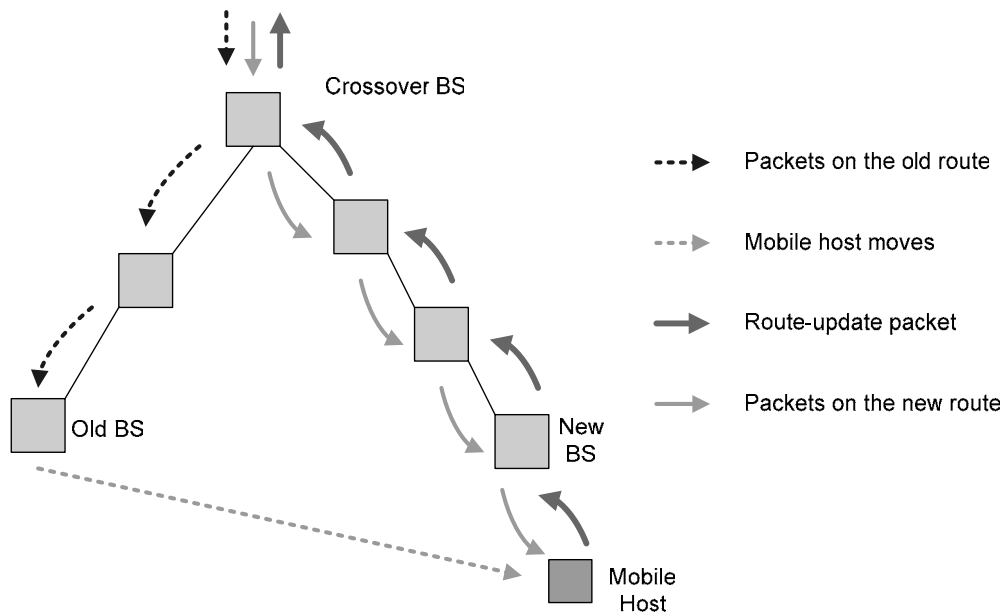 Crossover BS
Packets on the old route
Mobile host moves
Route-update packet
Packets on the new route
Old BS
New
BS
Mobile
Host